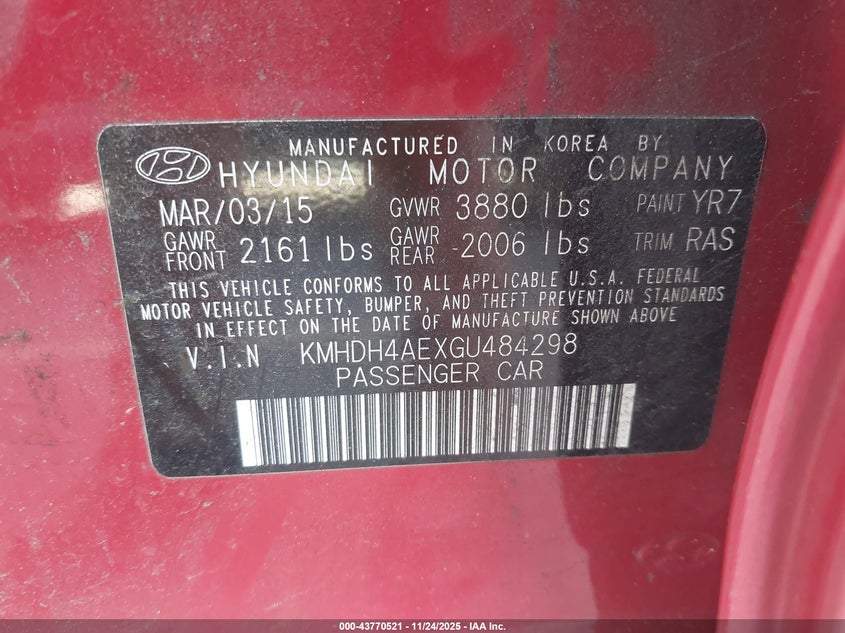 MANUFACTURED IN KOREA BY
HYUNDAI MOTOR COMPANY
MAR/03/15 GVWR 3880 lbs PAINT YR7
GAWR FRONT 2161 lbs GAWR REAR 2006 lbs TRIM RAS
THIS VEHICLE CONFORMS TO ALL APPLICABLE U.S.A. FEDERAL
MOTOR VEHICLE SAFETY, BUMPER, AND THEFT PREVENTION STANDARDS
IN EFFECT ON THE DATE OF MANUFACTURE SHOWN ABOVE
V.I.N KMHDH4AEXGU484298
PASSENGER CAR
000-43770521 - 11/24/2025 - IAA Inc.